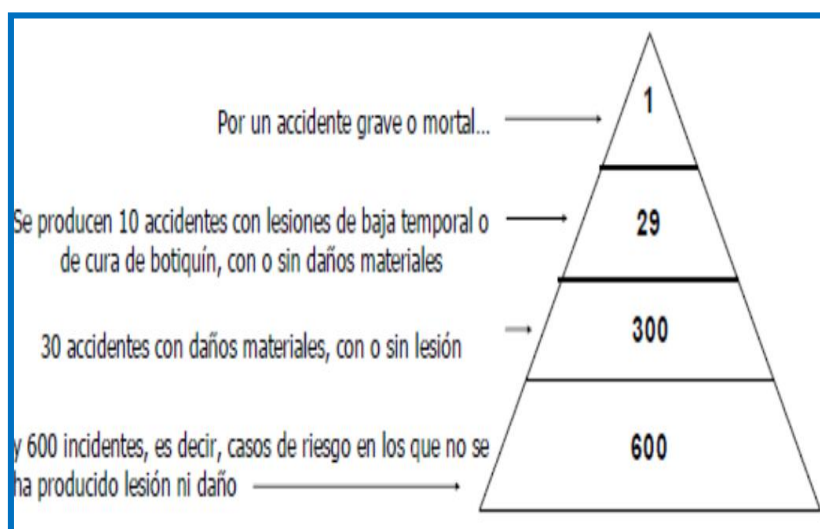 Por un accidente grave o mortal...
1
Se producen 10 accidentes con lesiones de baja temporal o
de cura de botiquín, con o sin daños materiales
29
30 accidentes con daños materiales, con o sin lesión
300
y 600 incidentes, es decir, casos de riesgo en los que no se
ha producido lesión ni daño
600